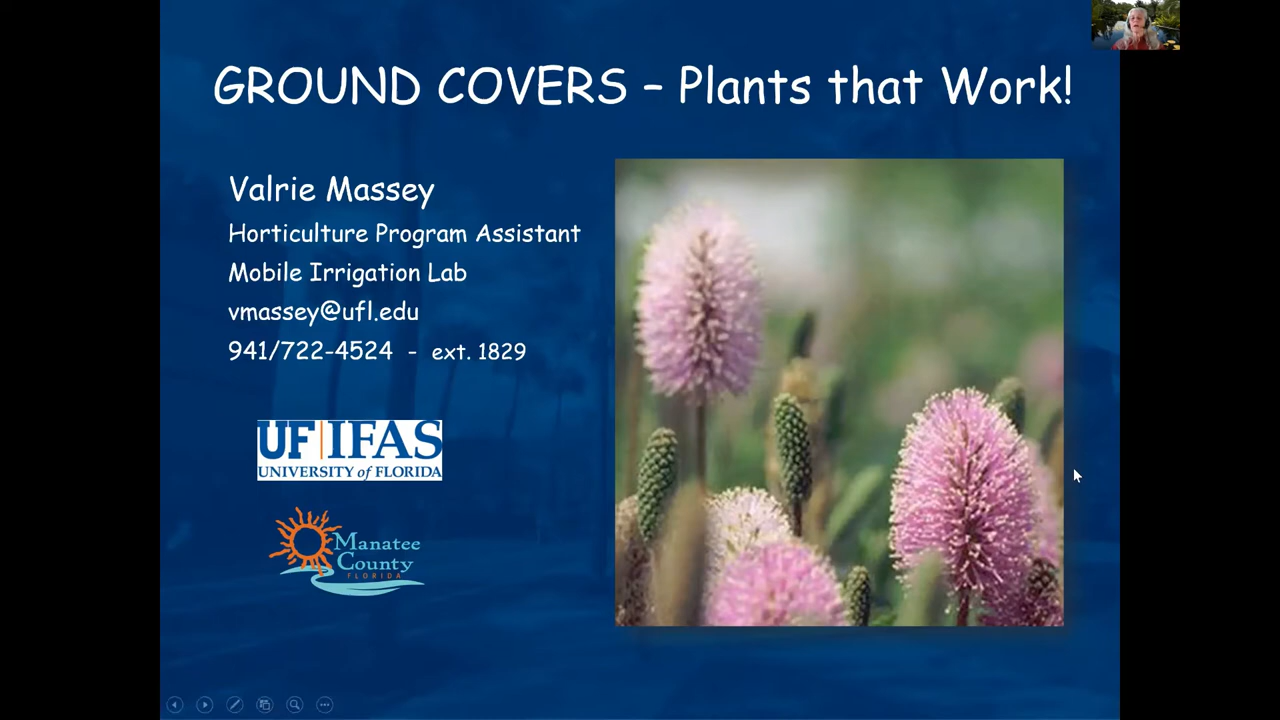 GROUND COVERS – Plants that Work!
Valrie Massey
Horticulture Program Assistant
Mobile Irrigation Lab
vmassey@ufl.edu
941/722-4524 - ext. 1829
UF|IFAS
UNIVERSITY of FLORIDA
Manatee
County
FLORIDA